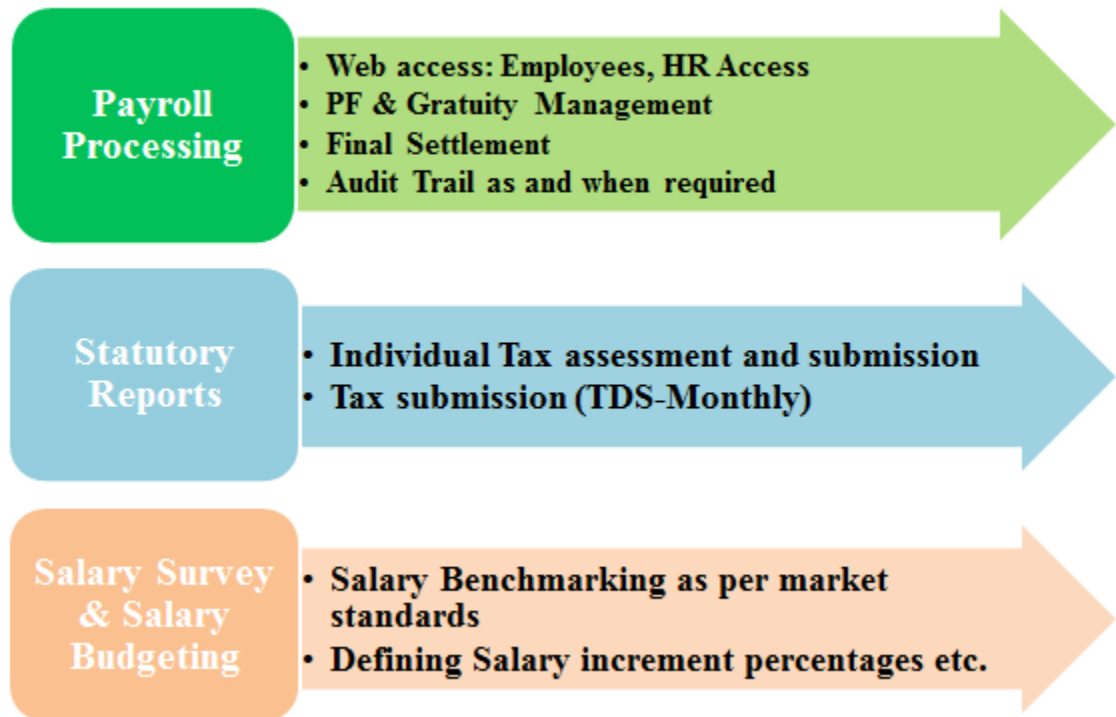 Payroll
Processing
• Web access: Employees, HR Access
• PF & Gratuity Management
• Final Settlement
• Audit Trail as and when required
Statutory
Reports
• Individual Tax assessment and submission
• Tax submission (TDS-Monthly)
Salary Survey
& Salary
Budgeting
• Salary Benchmarking as per market
standards
• Defining Salary increment percentages etc.